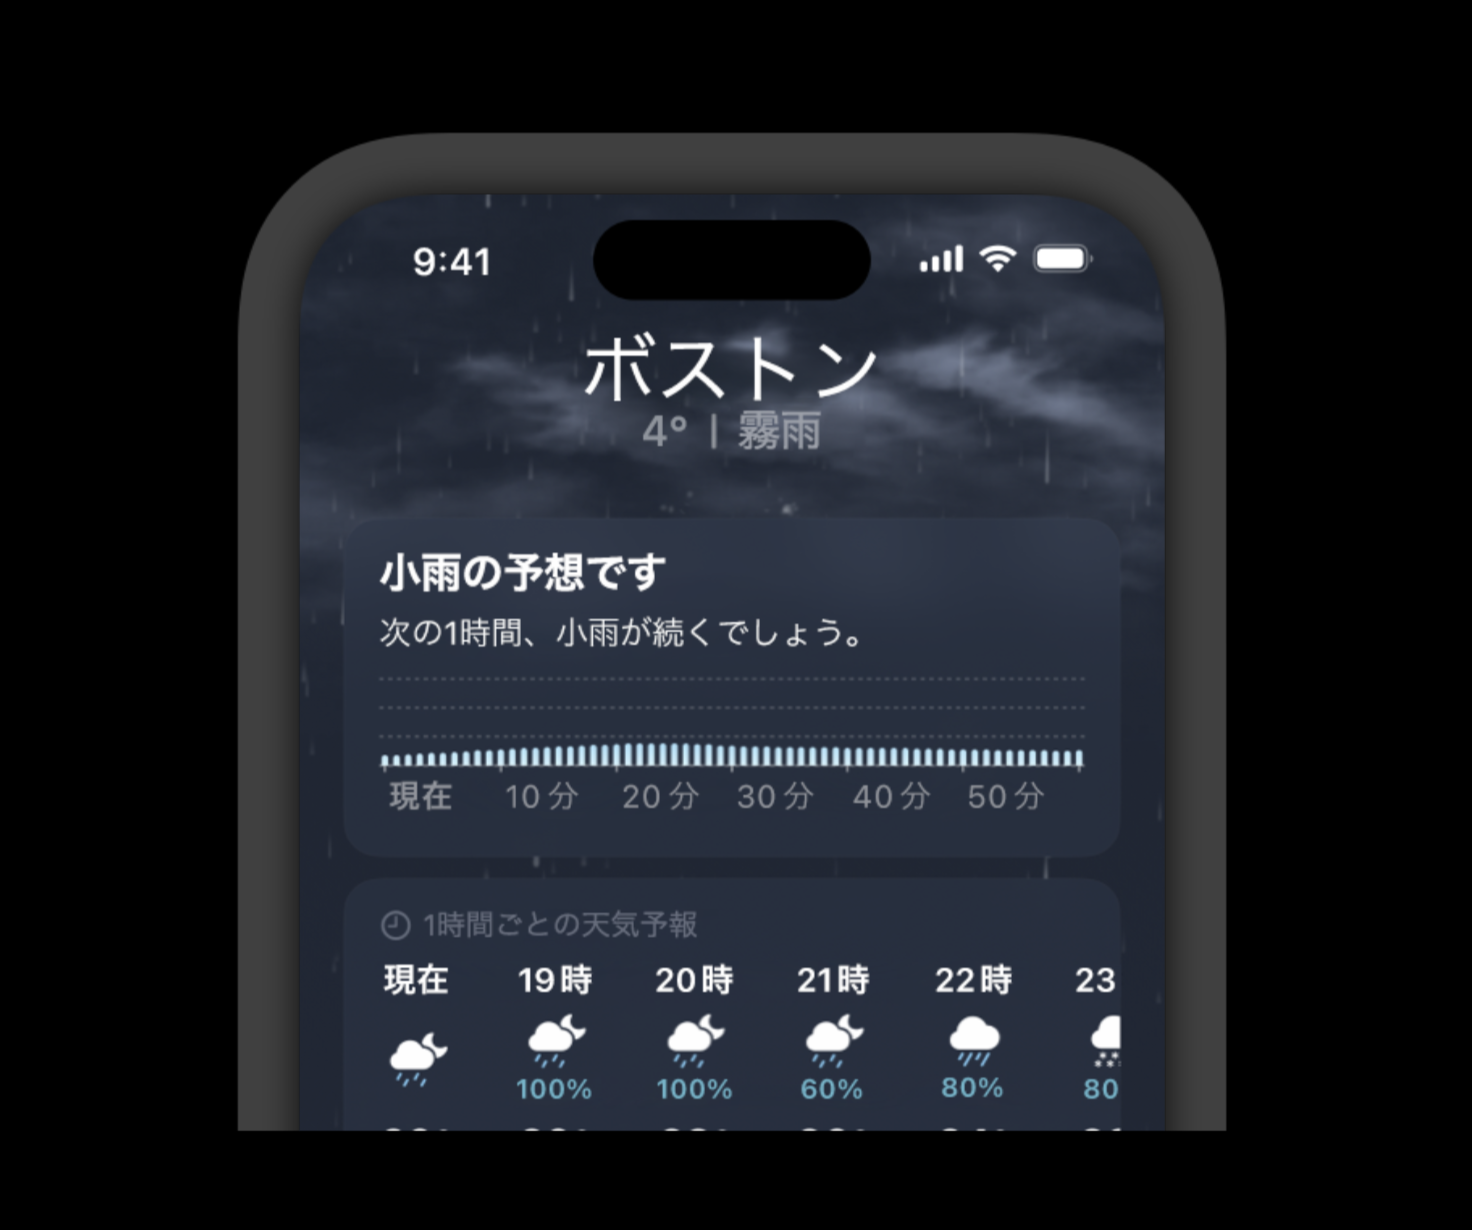 9:41
ボストン
4° | 霧雨
小雨の予想です
次の1時間、小雨が続くでしょう。
現在 10分 20分 30分 40分 50分
1時間ごとの天気予報
現在 19時 20時 21時 22時 23
100% 100% 60% 80% 80